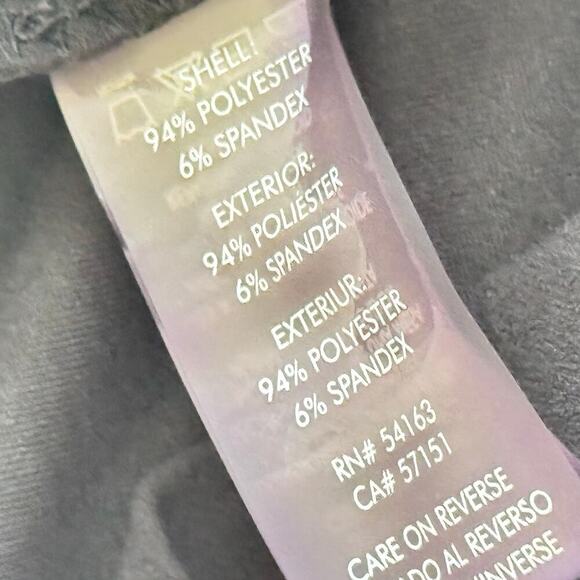 SHELL:
94% POLYESTER
6% SPANDEX
EXTERIOR:
94% POLIÉSTER
6% SPANDEX
EXTERIUR:
94% POLYESTER
6% SPANDEX
RN# 54163
CA# 57151
CARE ON REVERSE
AL REVERSO